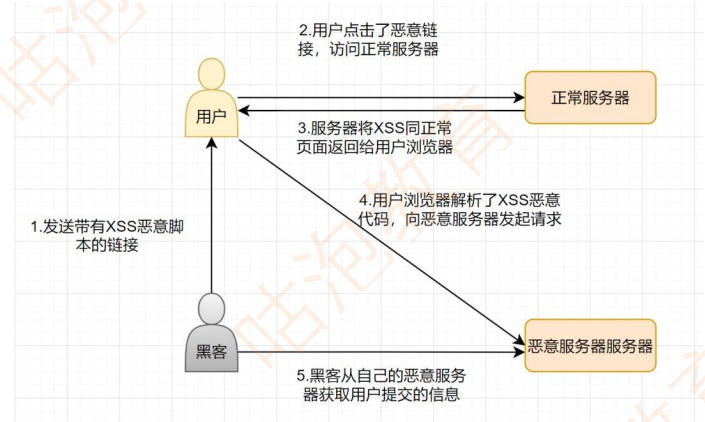 2.用户点击了恶意链
接，访问正常服务器
用户
正常服务器
3.服务器将XSS同正常
页面返回给用户浏览器
4.用户浏览器解析了XSS恶意
代码，向恶意服务器发起请求
1.发送带有XSS恶意脚
本的链接
黑客
恶意服务器服务器
5.黑客从自己的恶意服务
器获取用户提交的信息
咕泡教育